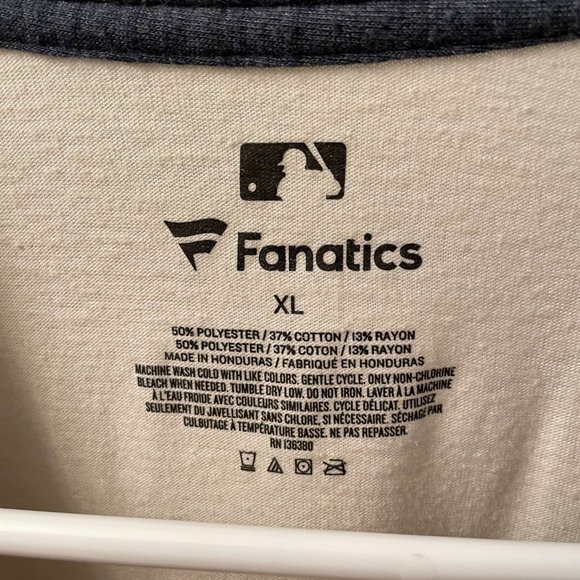 Fanatics
XL
50% POLYESTER / 37% COTTON / 13% RAYON
50% POLYESTER / 37% COTON / 13% RAYON
MADE IN HONDURAS / FABRIQUÉ EN HONDURAS
MACHINE WASH COLD WITH LIKE COLORS. GENTLE CYCLE. ONLY NON-CHLORINE
BLEACH WHEN NEEDED. TUMBLE DRY LOW. DO NOT IRON. LAVER À LA MACHINE
À L'EAU FROIDE AVEC COULEURS SIMILAIRES. CYCLE DÉLICAT. UTILISEZ
SEULEMENT DU JAVELLISANT SANS CHLORE, SI NÉCESSAIRE. SÉCHAGE PAR
CULBUTAGE À TEMPÉRATURE BASSE. NE PAS REPASSER.
RN 136380